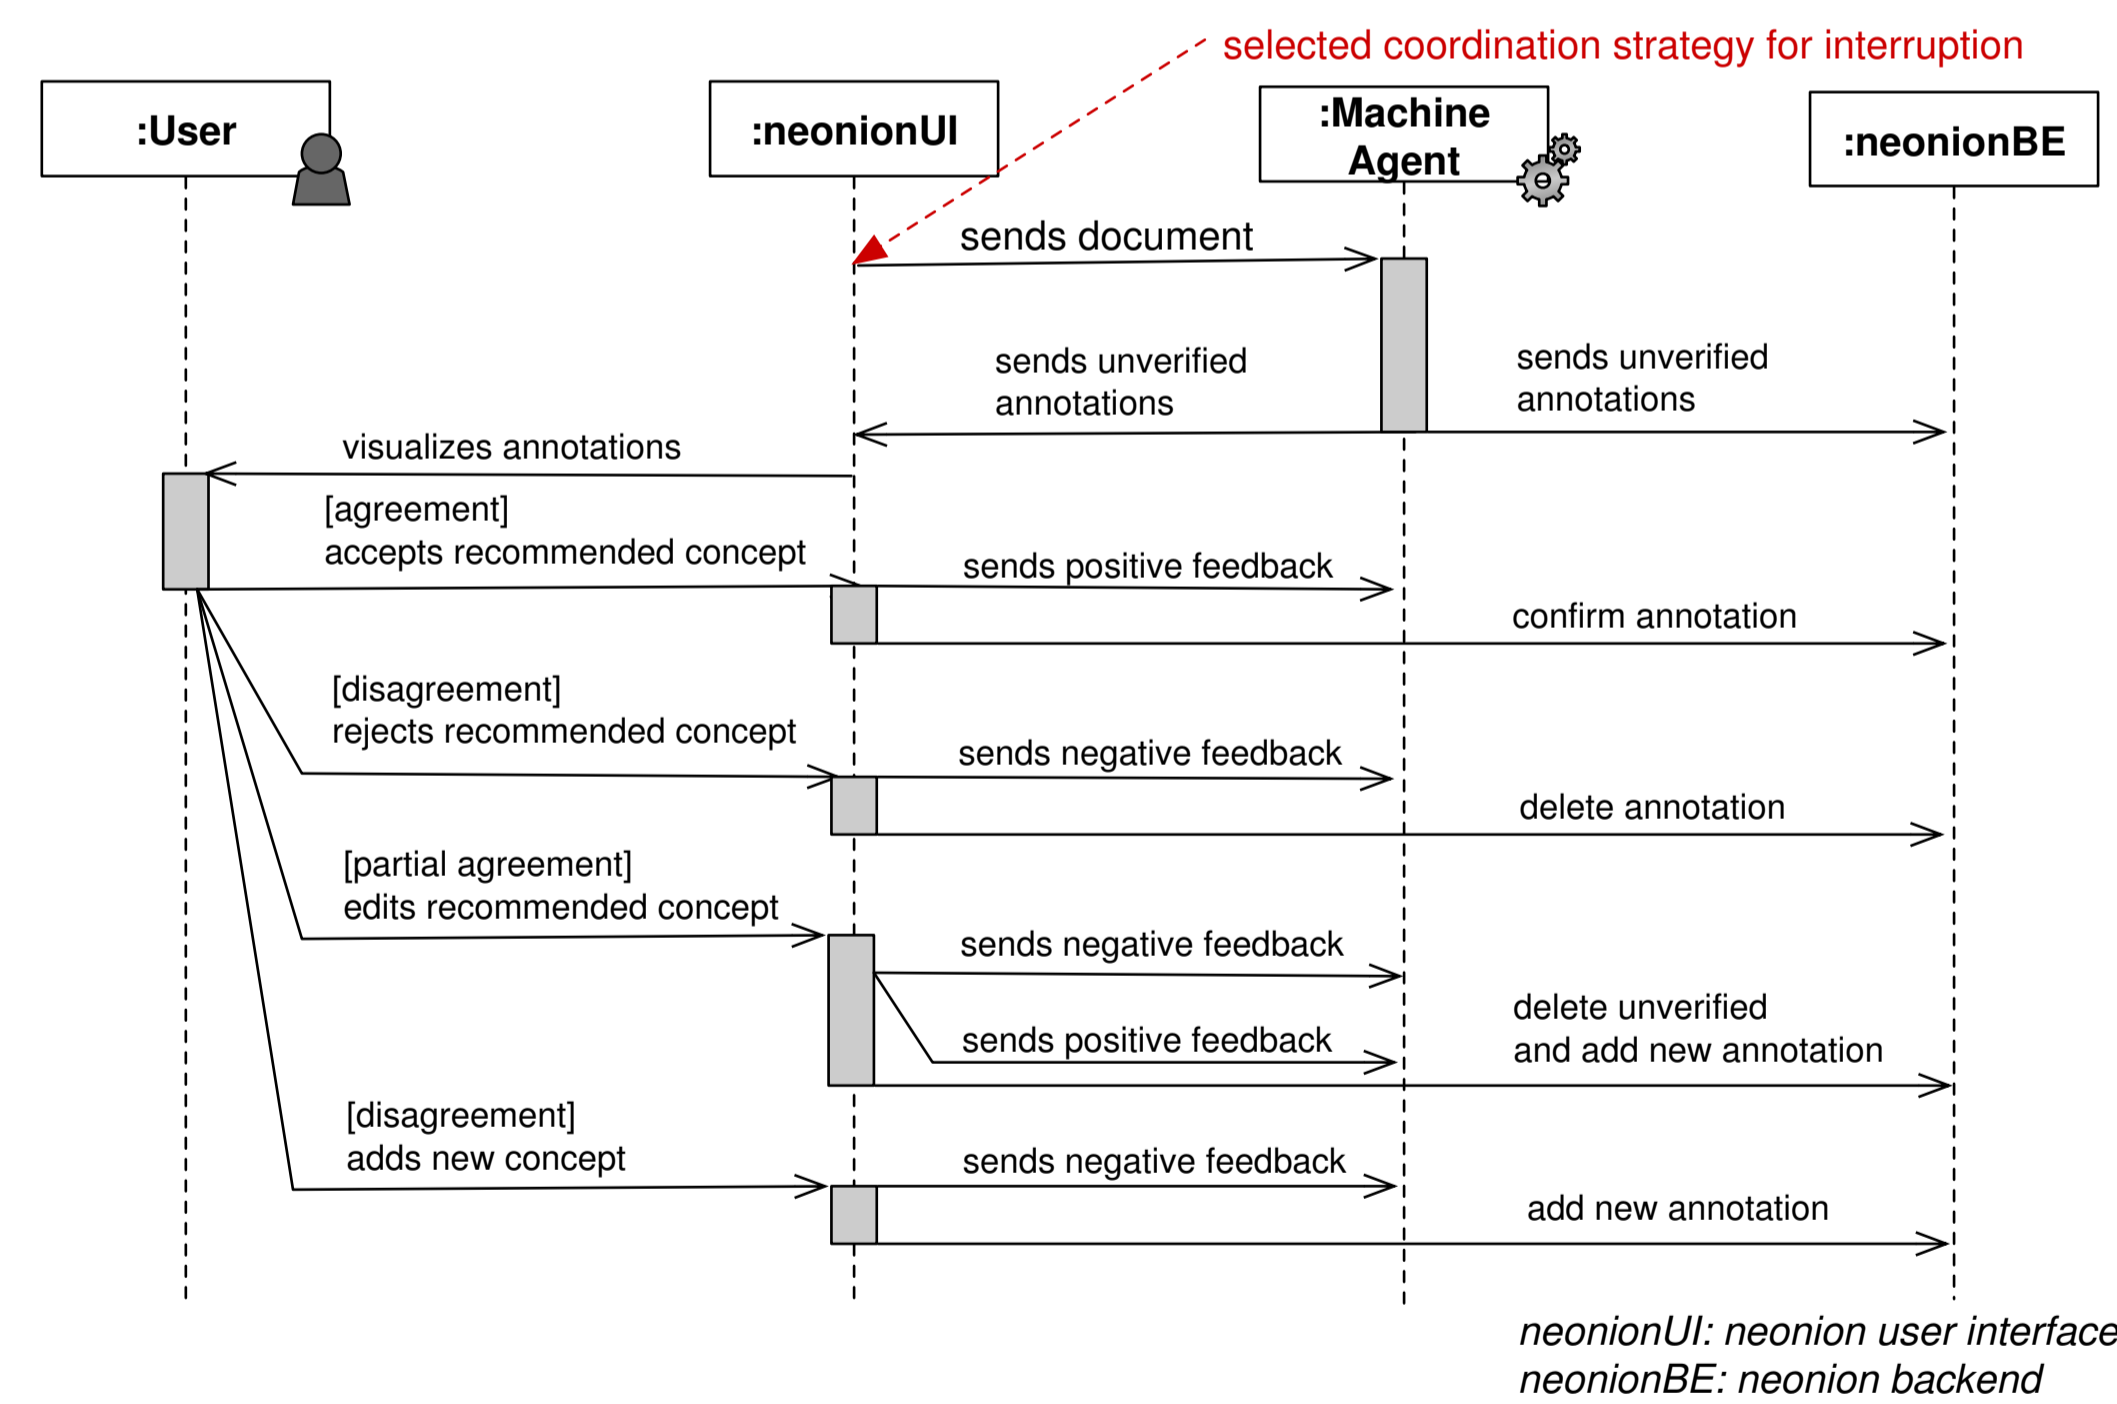 selected coordination strategy for interruption
:User
:neonionUI
:Machine
Agent
:neonionBE
sends document
sends unverified
annotations
sends unverified
annotations
visualizes annotations
[agreement]
accepts recommended concept
sends positive feedback
confirm annotation
[disagreement]
rejects recommended concept
sends negative feedback
delete annotation
[partial agreement]
edits recommended concept
sends negative feedback
sends positive feedback
delete unverified
and add new annotation
[disagreement]
adds new concept
sends negative feedback
add new annotation
neonionUI: neonion user interface
neonionBE: neonion backend